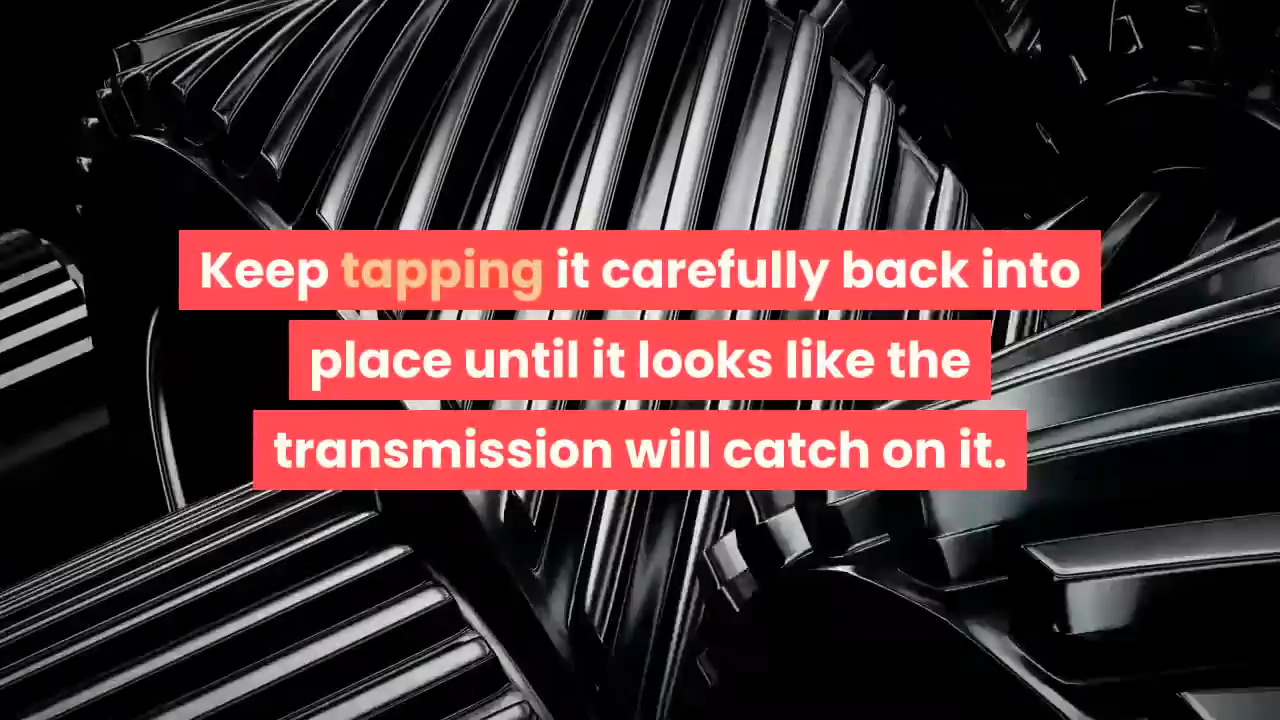 Keep tapping it carefully back into
place until it looks like the
transmission will catch on it.